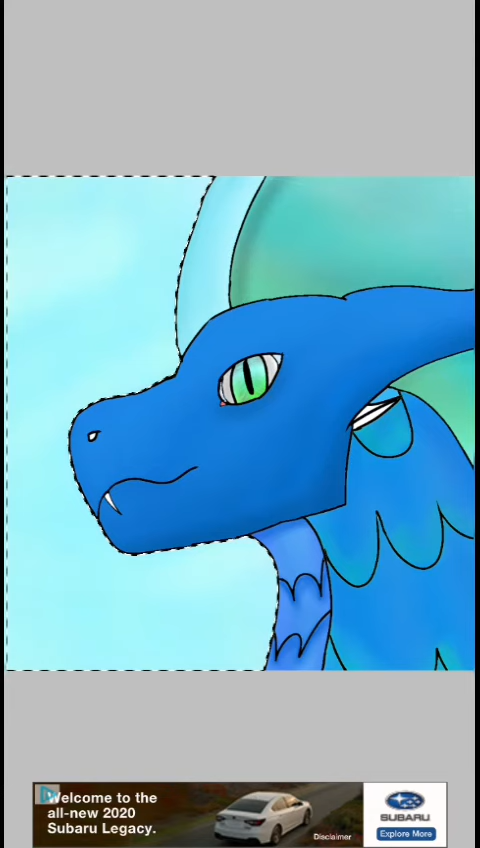 Welcome to the
all-new 2020
Subaru Legacy.
Disclaimer
SUBARU
Explore More